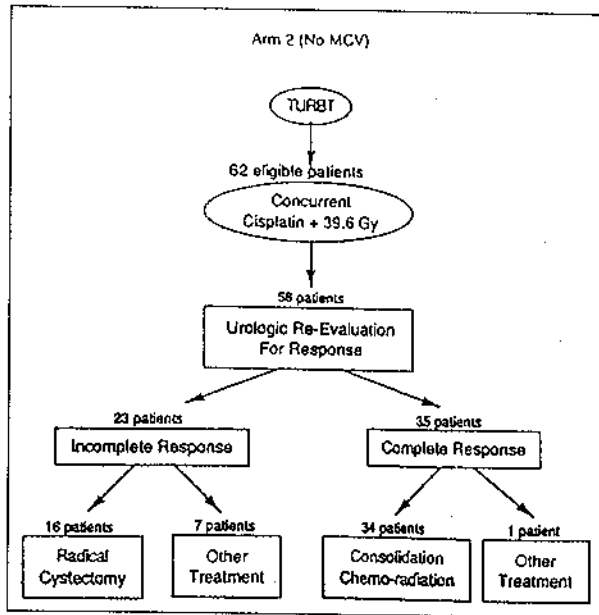 Arm 2 (No MCV)
TURBT
62 eligible patients
Concurrent
Cisplatin + 39.6 Gy
58 patients
Urologic Re-Evaluation
For Response
23 patients
Incomplete Response
35 patients
Complete Response
16 patients
Radical
Cystectomy
7 patients
Other
Treatment
34 patients
Consolidation
Chemo-radiation
1 patient
Other
Treatment